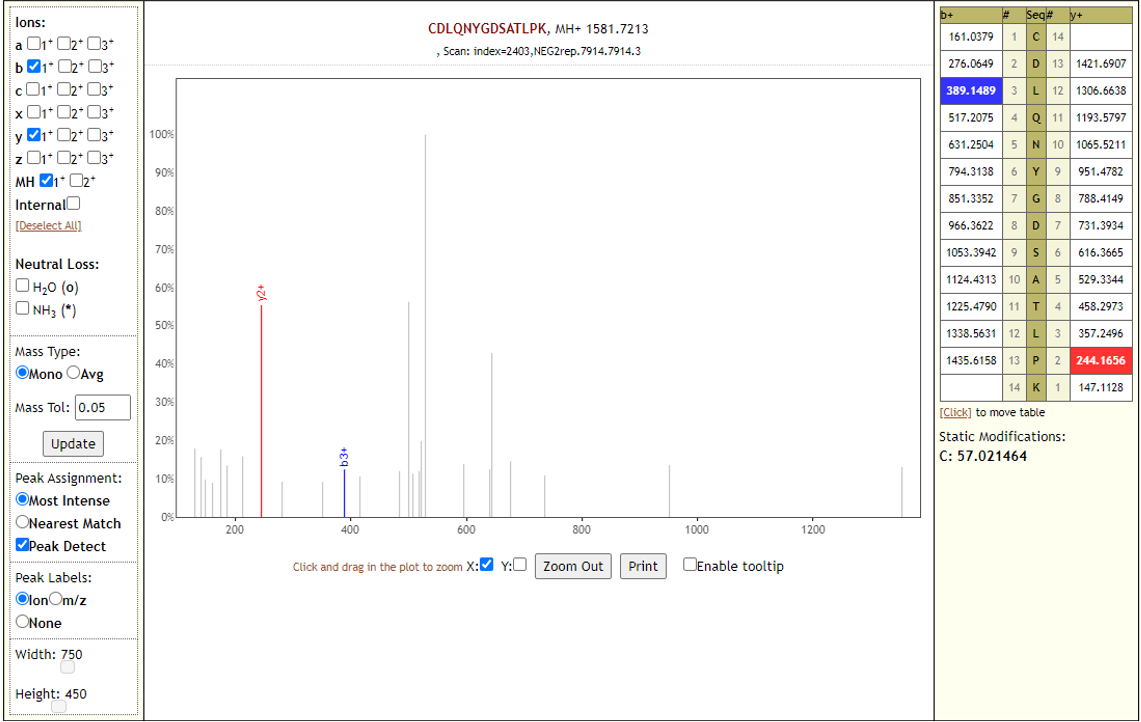 Ions:
a 1+ 2+ 3+
b 1+ 2+ 3+
c 1+ 2+ 3+
x 1+ 2+ 3+
y 1+ 2+ 3+
z 1+ 2+ 3+
MH 1+ 2+
Internal
[Deselect All]
Neutral Loss:
H2O (o)
NH3 (*)
Mass Type:
Mono Avg
Mass Tol: 0.05
Update
Peak Assignment:
Most Intense
Nearest Match
Peak Detect
Peak Labels:
Ion m/z
None
Width: 750
Height: 450
CDLQNYGDSATLPK, MH+ 1581.7213
, Scan: index=2403,NEG2rep.7914.7914.3
100%
90%
80%
70%
60%
50%
40%
30%
20%
10%
0%
y2+
b3+
200 400 600 800 1000 1200
Click and drag in the plot to zoom X: Y: Zoom Out Print Enable tooltip
b+ # Seq # y+
161.0379 1 C 14
276.0649 2 D 13 1421.6907
389.1489 3 L 12 1306.6638
517.2075 4 Q 11 1193.5797
631.2504 5 N 10 1065.5211
794.3138 6 Y 9 951.4782
851.3352 7 G 8 788.4149
966.3622 8 D 7 731.3934
1053.3942 9 S 6 616.3665
1124.4313 10 A 5 529.3344
1225.4790 11 T 4 458.2973
1338.5631 12 L 3 357.2496
1435.6158 13 P 2 244.1656
14 K 1 147.1128
[Click] to move table
Static Modifications:
C: 57.021464